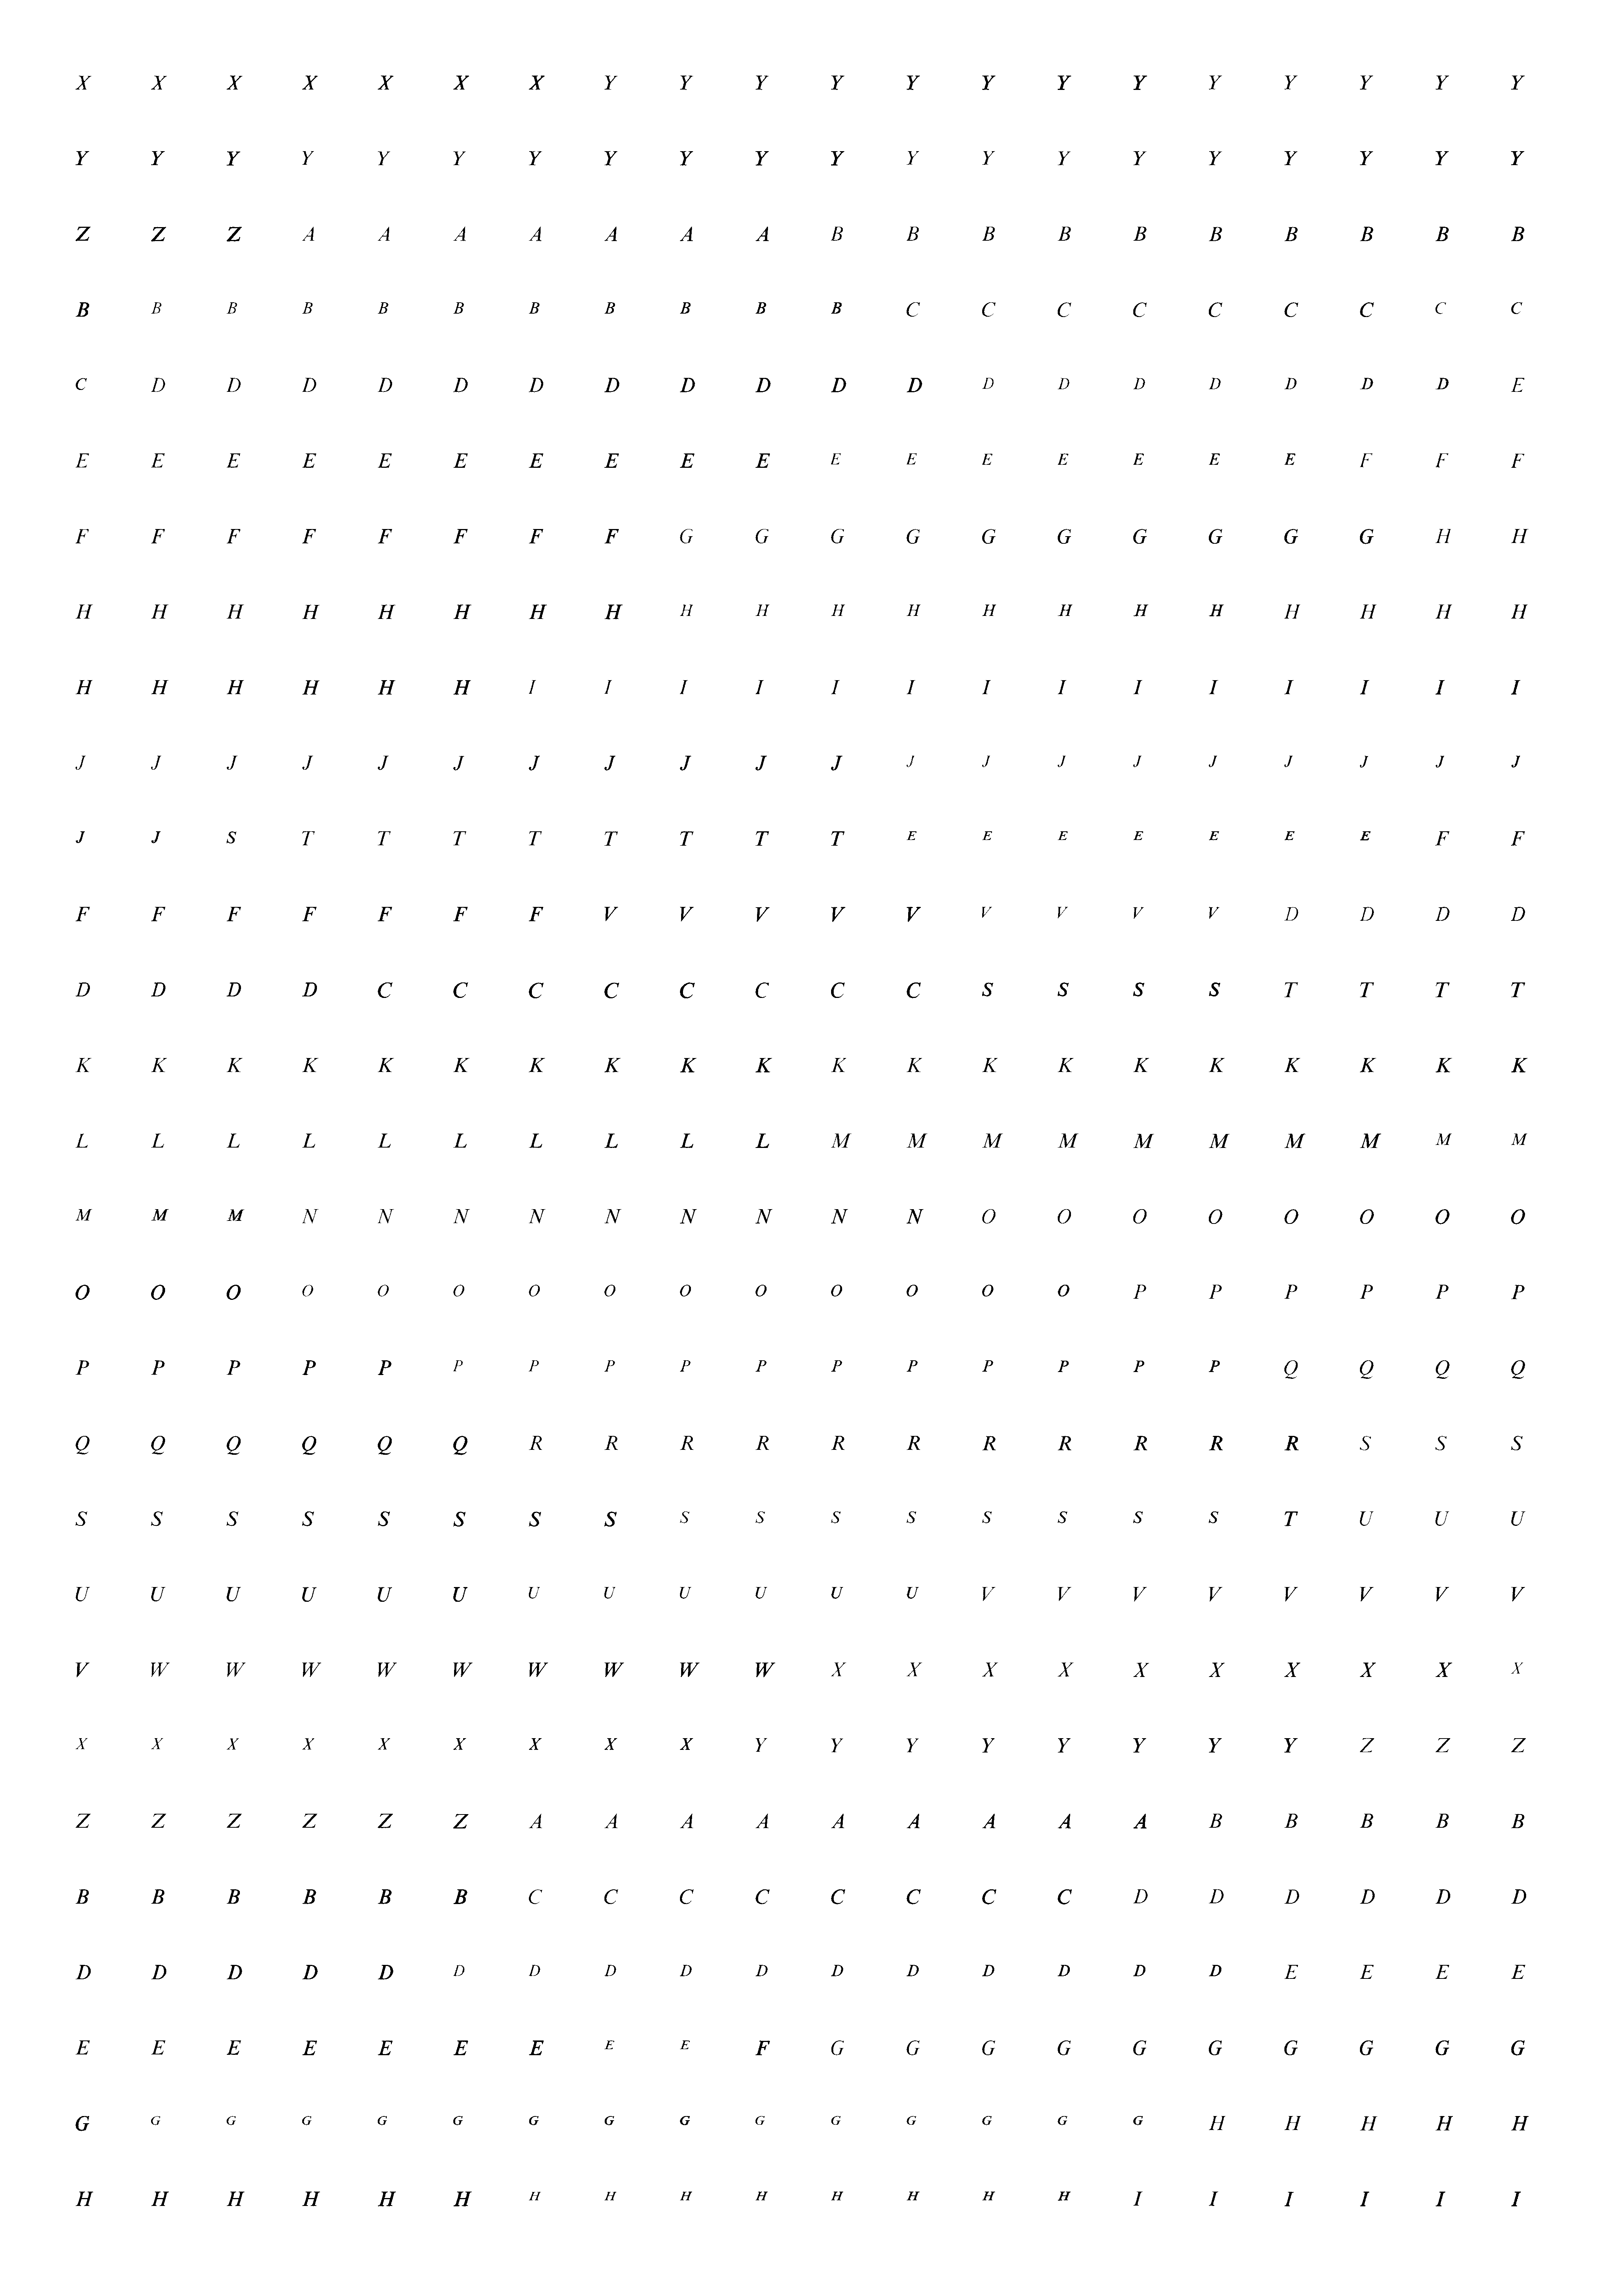 X X X X X X X Y Y Y Y Y Y Y Y Y Y Y Y Y
Y Y Y Y Y Y Y Y Y Y Y Y Y Y Y Y Y Y Y Y
Z Z Z A A A A A A A B B B B B B B B B B
B B B B B B B B B B B C C C C C C C C C
C D D D D D D D D D D D D D D D D D D E
E E E E E E E E E E E E E E E E E F F F
F F F F F F F F G G G G G G G G G G H H
H H H H H H H H H H H H H H H H H H H H
H H H H H H I I I I I I I I I I I I I I
J J J J J J J J J J J J J J J J J J J J
J J S T T T T T T T T E E E E E E E F F
F F F F F F F V V V V V V V V V D D D D
D D D D C C C C C C C C S S S S T T T T
K K K K K K K K K K K K K K K K K K K K
L L L L L L L L L L M M M M M M M M M M
M M M N N N N N N N N N O O O O O O O O
O O O O O O O O O O O O O O P P P P P P
P P P P P P P P P P P P P P P P Q Q Q Q
Q Q Q Q Q Q R R R R R R R R R R R S S S
S S S S S S S S S S S S S S S S T U U U
U U U U U U U U U U U U V V V V V V V V
V W W W W W W W W W X X X X X X X X X X
X X X X X X X X X Y Y Y Y Y Y Y Y Z Z Z
Z Z Z Z Z Z A A A A A A A A A B B B B B
B B B B B B C C C C C C C C D D D D D D
D D D D D D D D D D D D D D D D E E E E
E E E E E E E E E F G G G G G G G G G G
G G G G G G G G G G G G G G G H H H H H
H H H H H H H H H H H H H H I I I I I I